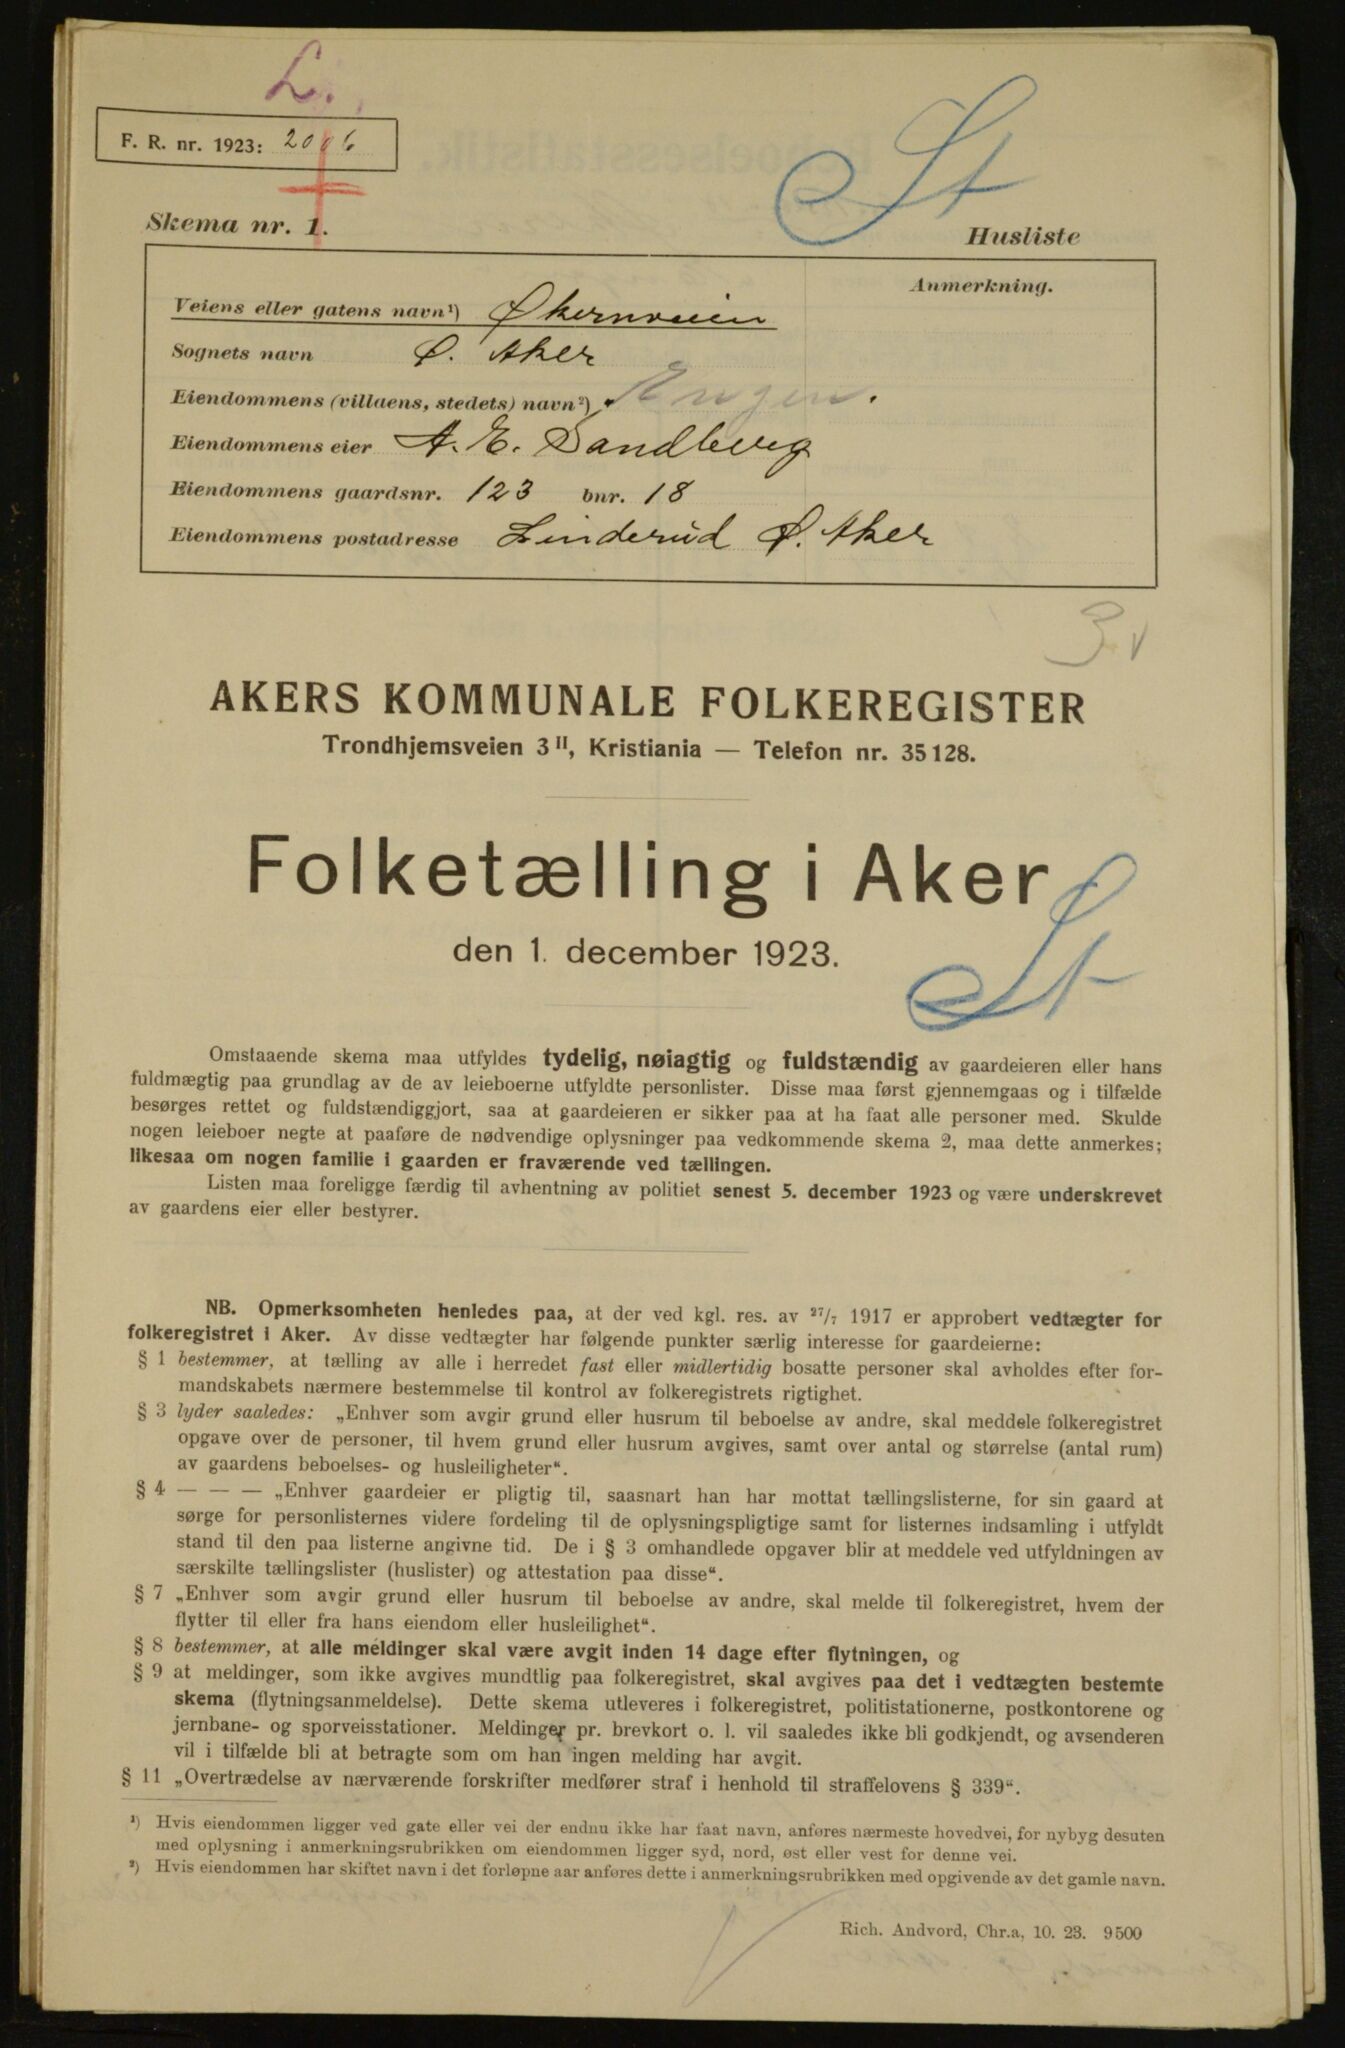 L.
F. R. nr. 1923: 2006
St
Skema nr. 1.
Husliste
Anmerkning.
Veiens eller gatens navn¹) Økernveien
Sognets navn Ø. Aker
Eiendommens (villaens, stedets) navn²) Engen.
Eiendommens eier A. E. Sandberg
Eiendommens gaardsnr. 123 bnr. 18
Eiendommens postadresse Linderud Ø. Aker
3 v
AKERS KOMMUNALE FOLKEREGISTER
Trondhjemsveien 3 II, Kristiania — Telefon nr. 35128.
Folketælling i Aker
den 1. december 1923.
St
Omstaaende skema maa utfyldes tydelig, nøiagtig og fuldstændig av gaardeieren eller hans
fuldmægtig paa grundlag av de av leieboerne utfyldte personlister. Disse maa først gjennemgaas og i tilfælde
besørges rettet og fuldstændiggjort, saa at gaardeieren er sikker paa at ha faat alle personer med. Skulde
nogen leieboer negte at paaføre de nødvendige oplysninger paa vedkommende skema 2, maa dette anmerkes;
likesaa om nogen familie i gaarden er fraværende ved tællingen.
Listen maa foreligge færdig til avhentning av politiet senest 5. december 1923 og være underskrevet
av gaardens eier eller bestyrer.
NB. Opmerksomheten henledes paa, at der ved kgl. res. av 27/7 1917 er approbert vedtægter for
folkeregistret i Aker. Av disse vedtægter har følgende punkter særlig interesse for gaardeierne:
§ 1 bestemmer, at tælling av alle i herredet fast eller midlertidig bosatte personer skal avholdes efter for-
mandskabets nærmere bestemmelse til kontrol av folkeregistrets rigtighet.
§ 3 lyder saaledes: „Enhver som avgir grund eller husrum til beboelse av andre, skal meddele folkeregistret
opgave over de personer, til hvem grund eller husrum avgives, samt over antal og størrelse (antal rum)
av gaardens beboelses- og husleiligheter“.
§ 4 — — — „Enhver gaardeier er pligtig til, saasnart han har mottat tællingslisterne, for sin gaard at
sørge for personlisternes videre fordeling til de oplysningspligtige samt for listernes indsamling i utfyldt
stand til den paa listerne angivne tid. De i § 3 omhandlede opgaver blir at meddele ved utfyldningen av
særskilte tællingslister (huslister) og attestation paa disse“.
§ 7 „Enhver som avgir grund eller husrum til beboelse av andre, skal melde til folkeregistret, hvem der
flytter til eller fra hans eiendom eller husleilighet“.
§ 8 bestemmer, at alle meldinger skal være avgit inden 14 dage efter flytningen, og
§ 9 at meldinger, som ikke avgives mundtlig paa folkeregistret, skal avgives paa det i vedtægten bestemte
skema (flytningsanmeldelse). Dette skema utleveres i folkeregistret, politistationerne, postkontorene og
jernbane- og sporveisstationer. Meldinger pr. brevkort o. l. vil saaledes ikke bli godkjendt, og avsenderen
vil i tilfælde bli at betragte som om han ingen melding har avgit.
§ 11 „Overtrædelse av nærværende forskrifter medfører straf i henhold til straffelovens § 339“.
¹) Hvis eiendommen ligger ved gate eller vei der endnu ikke har faat navn, anføres nærmeste hovedvei, for nybyg desuten
med oplysning i anmerkningsrubrikken om eiendommen ligger syd, nord, øst eller vest for denne vei.
²) Hvis eiendommen har skiftet navn i det forløpne aar anføres dette i anmerkningsrubrikken med opgivende av det gamle navn.
Rich. Andvord, Chr.a, 10. 23. 9500